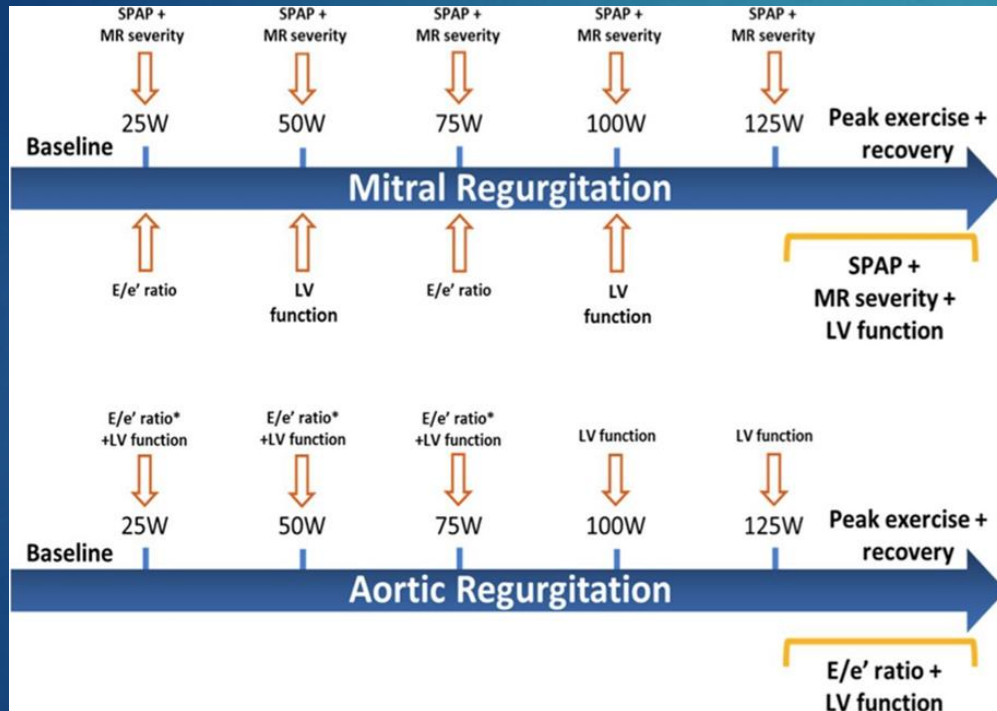 SPAP + SPAP + SPAP + SPAP + SPAP +
MR severity MR severity MR severity MR severity MR severity
25W 50W 75W 100W 125W Peak exercise +
Baseline recovery
Mitral Regurgitation
E/e' ratio LV E/e' ratio LV
function function
SPAP +
MR severity +
LV function
E/e' ratio* E/e' ratio* E/e' ratio* LV function LV function
+LV function +LV function +LV function
25W 50W 75W 100W 125W Peak exercise +
Baseline recovery
Aortic Regurgitation
E/e' ratio +
LV function